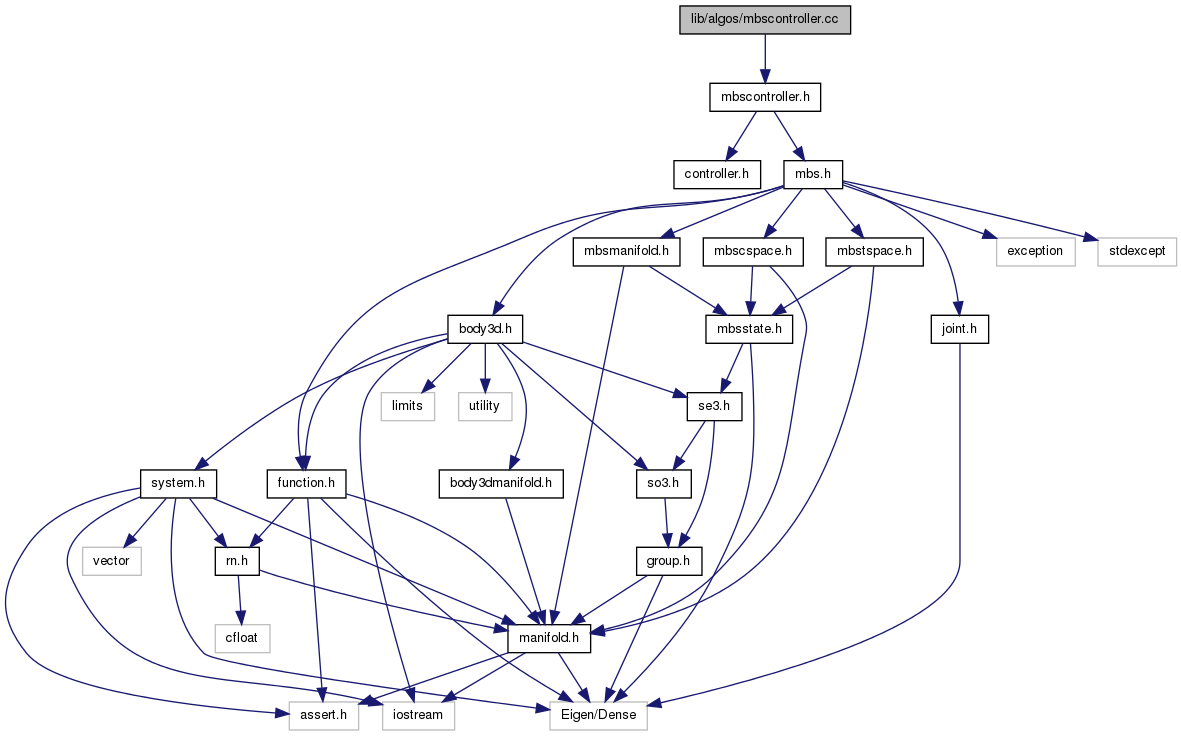 lib/algos/mbscontroller.cc
mbscontroller.h
controller.h
mbs.h
mbsmanifold.h
mbscspace.h
mbstspace.h
exception
stdexcept
body3d.h
mbsstate.h
joint.h
limits
utility
se3.h
system.h
function.h
body3dmanifold.h
so3.h
vector
rn.h
group.h
cfloat
manifold.h
assert.h
iostream
Eigen/Dense